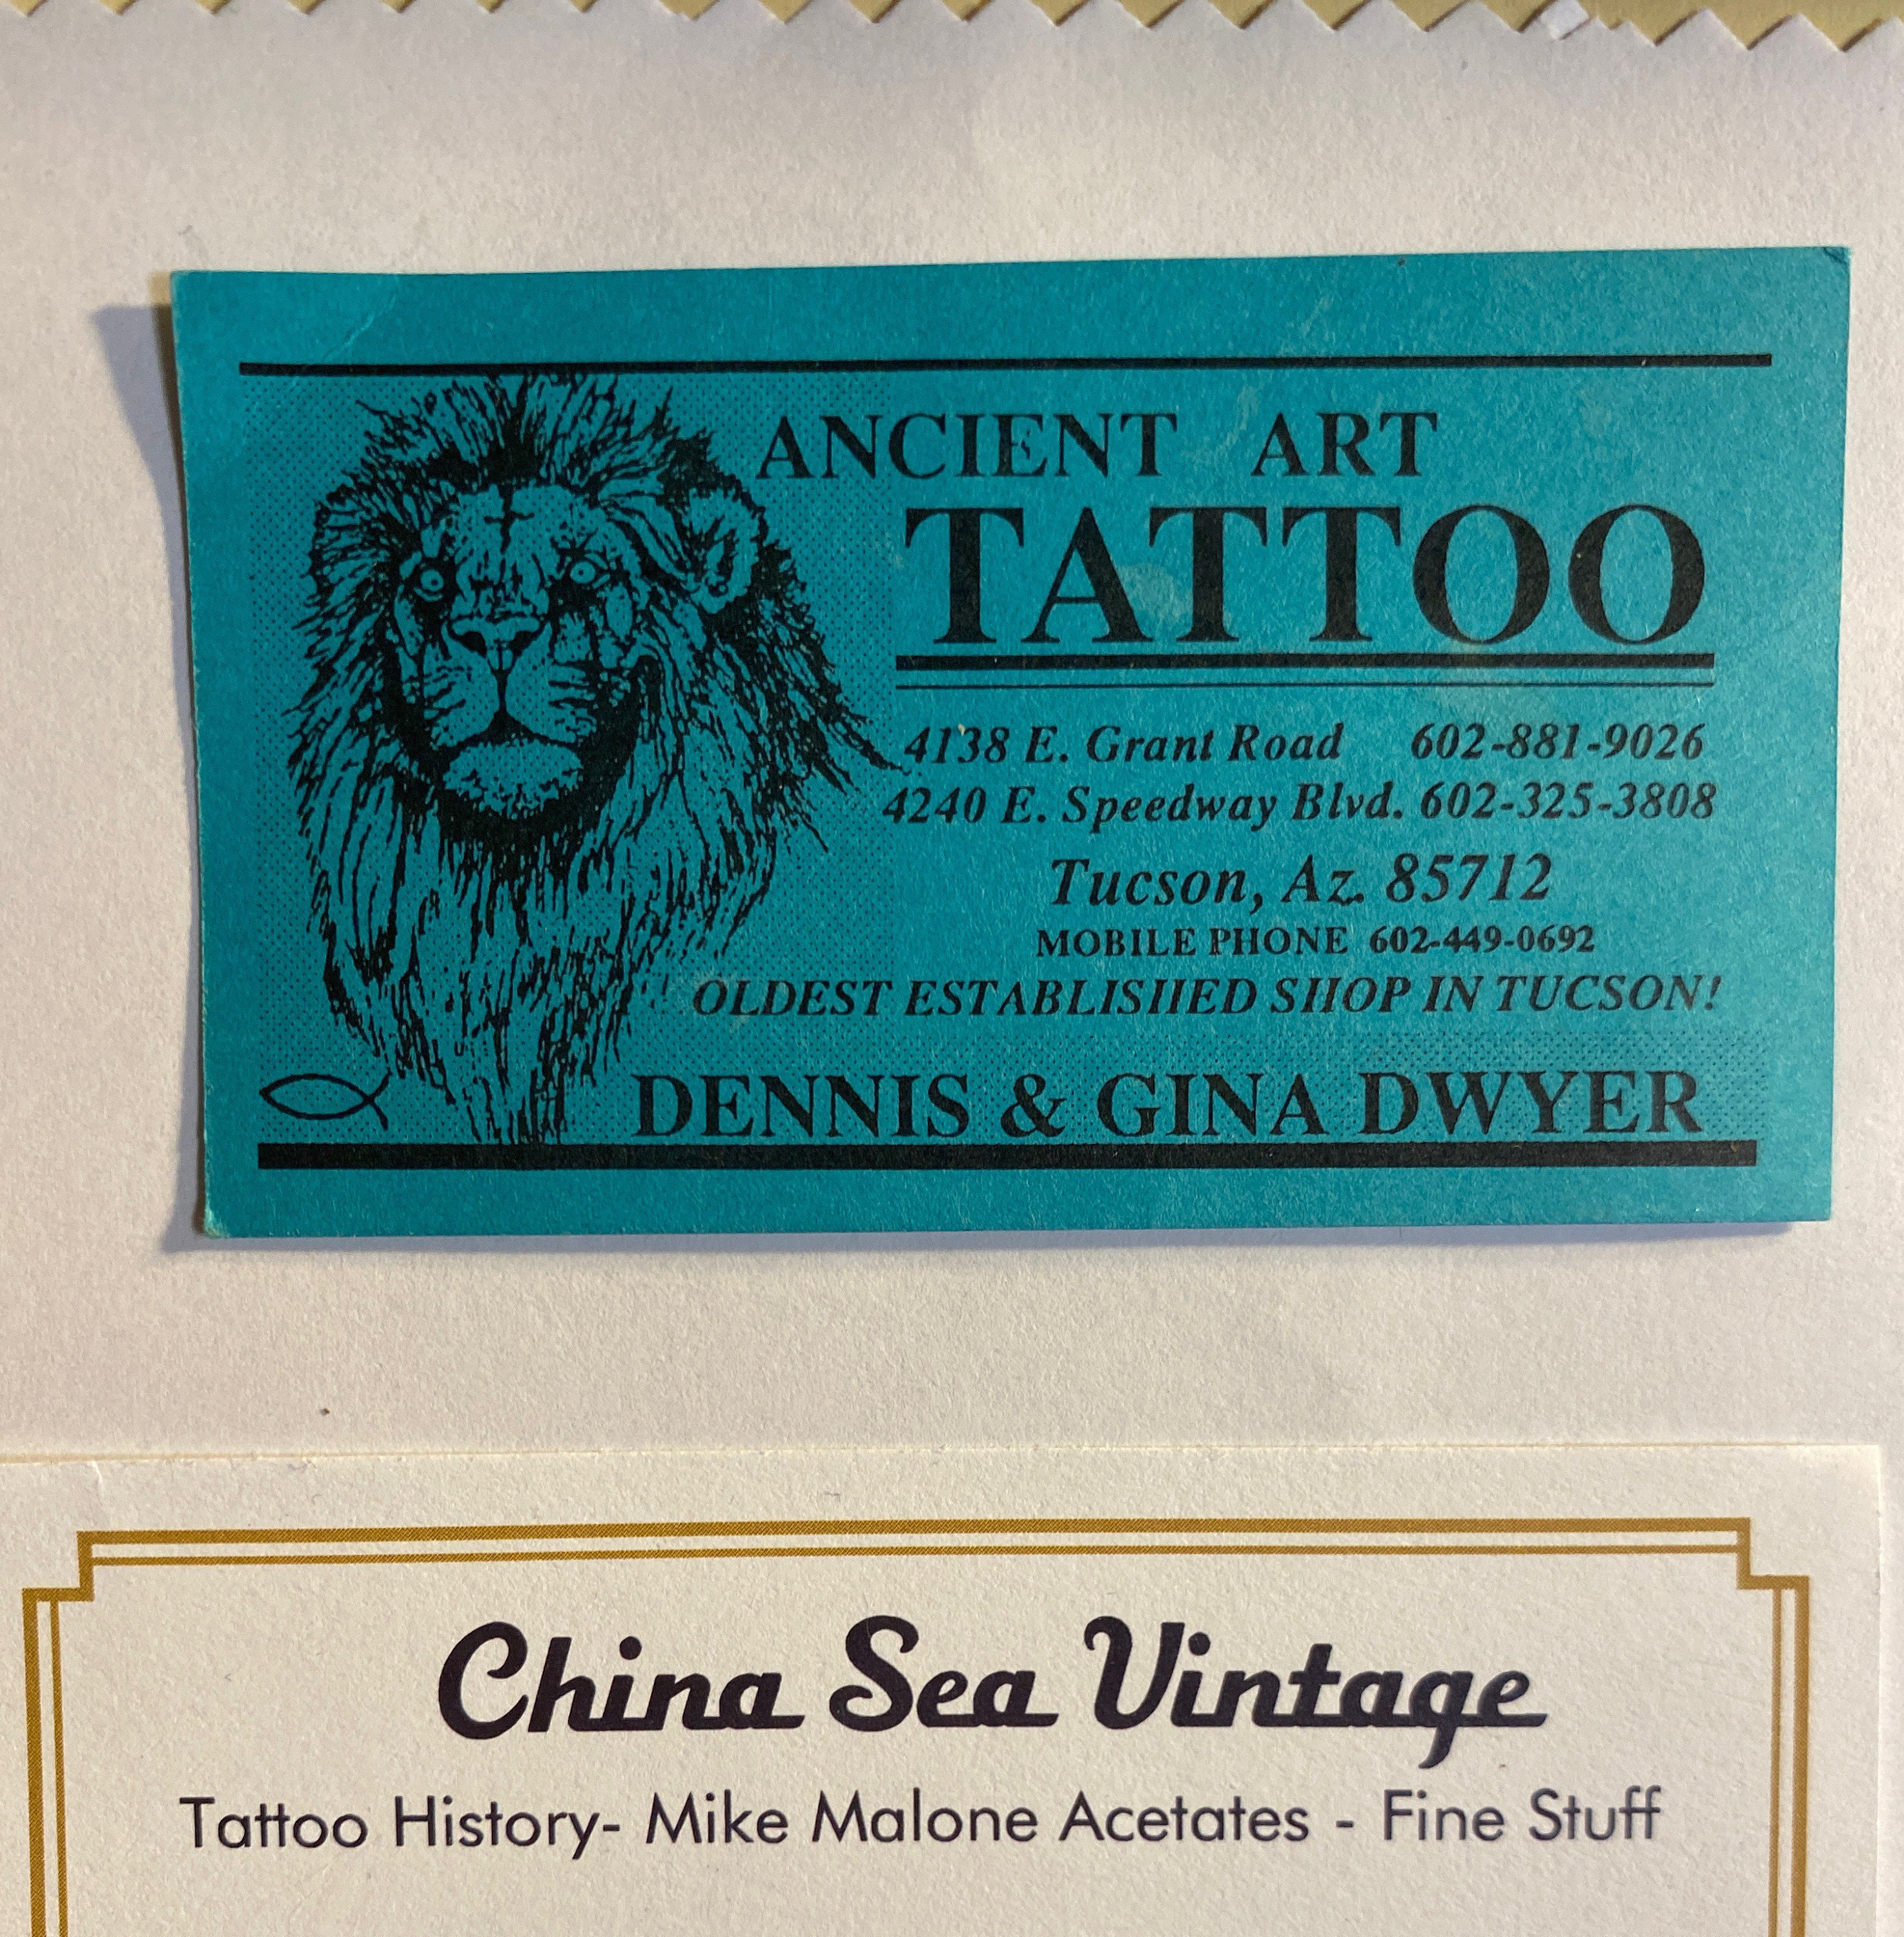 ANCIENT ART
TATTOO
4138 E. Grant Road 602-881-9026
4240 E. Speedway Blvd. 602-325-3808
Tucson, Az. 85712
MOBILE PHONE 602-449-0692
OLDEST ESTABLISHED SHOP IN TUCSON!
DENNIS & GINA DWYER
China Sea Vintage
Tattoo History- Mike Malone Acetates - Fine Stuff